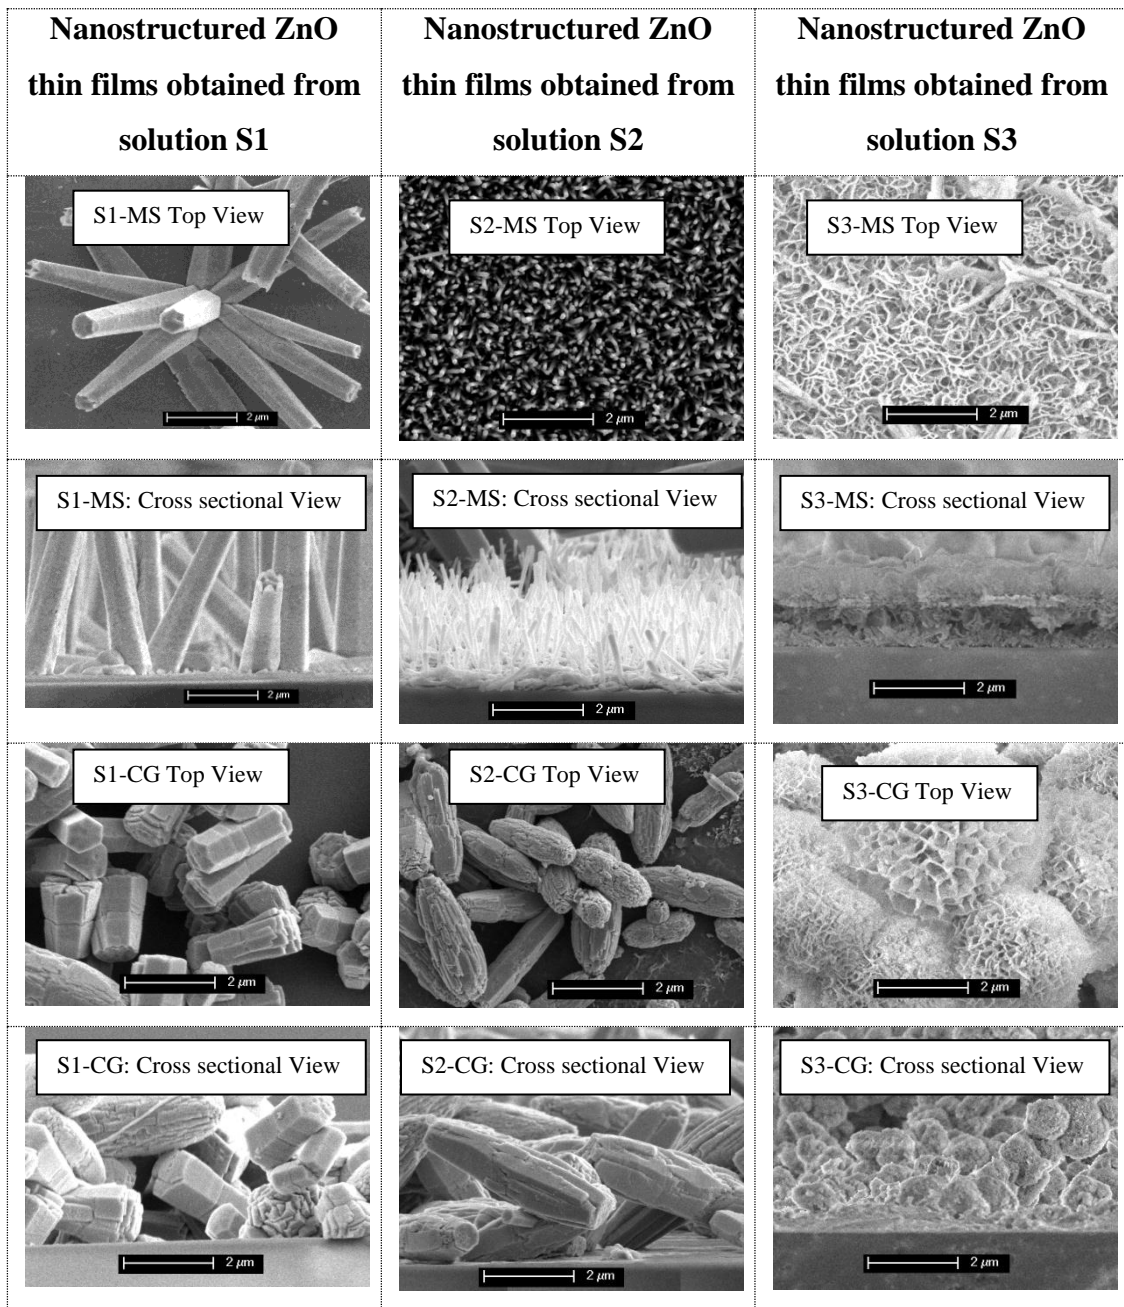 Nanostructured ZnO
thin films obtained from
solution S1
Nanostructured ZnO
thin films obtained from
solution S2
Nanostructured ZnO
thin films obtained from
solution S3
S1-MS Top View
2 μm
S2-MS Top View
2 μm
S3-MS Top View
2 μm
S1-MS: Cross sectional View
2 μm
S2-MS: Cross sectional View
2 μm
S3-MS: Cross sectional View
2 μm
S1-CG Top View
2 μm
S2-CG Top View
2 μm
S3-CG Top View
2 μm
S1-CG: Cross sectional View
2 μm
S2-CG: Cross sectional View
2 μm
S3-CG: Cross sectional View
2 μm